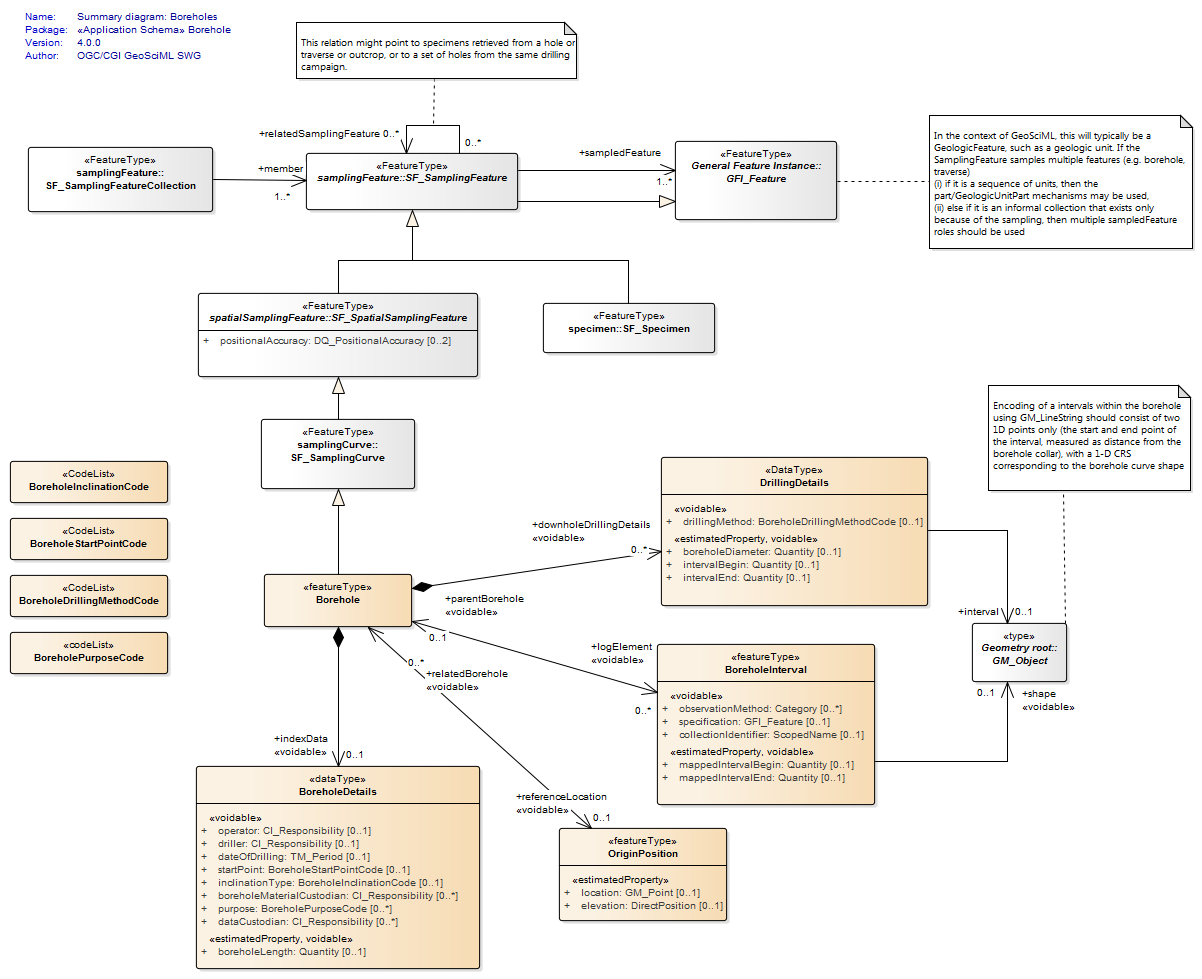 Name: Summary diagram: Boreholes
Package: «Application Schema» Borehole
Version: 4.0.0
Author: OGC/CGI GeoSciML SWG
This relation might point to specimens retrieved from a hole or
traverse or outcrop, or to a set of holes from the same drilling
campaign.
+relatedSamplingFeature 0..*
0..*
«FeatureType»
samplingFeature::
SF_SamplingFeatureCollection
+member
1..*
«FeatureType»
samplingFeature::SF_SamplingFeature
+sampledFeature
1..*
«FeatureType»
General Feature Instance::
GFI_Feature
In the context of GeoSciML, this will typically be a
GeologicFeature, such as a geologic unit. If the
SamplingFeature samples multiple features (e.g. borehole,
traverse)
(i) if it is a sequence of units, then the
part/GeologicUnitPart mechanisms may be used,
(ii) else if it is an informal collection that exists only
because of the sampling, then multiple sampledFeature
roles should be used
«FeatureType»
spatialSamplingFeature::SF_SpatialSamplingFeature
+ positionalAccuracy: DQ_PositionalAccuracy [0..2]
«FeatureType»
specimen::SF_Specimen
«FeatureType»
samplingCurve::
SF_SamplingCurve
Encoding of a intervals within the borehole
using GM_LineString should consist of two
1D points only (the start and end point of
the interval, measured as distance from the
borehole collar), with a 1-D CRS
corresponding to the borehole curve shape
«CodeList»
BoreholeInclinationCode
«CodeList»
BoreholeStartPointCode
«CodeList»
BoreholeDrillingMethodCode
«codeList»
BoreholePurposeCode
«featureType»
Borehole
+downholeDrillingDetails
«voidable»
0..*
«DataType»
DrillingDetails
«voidable»
+ drillingMethod: BoreholeDrillingMethodCode [0..1]
«estimatedProperty, voidable»
+ boreholeDiameter: Quantity [0..1]
+ intervalBegin: Quantity [0..1]
+ intervalEnd: Quantity [0..1]
+interval 0..1
+parentBorehole
«voidable»
0..1
+logElement
«voidable»
0..*
«type»
Geometry root::
GM_Object
0..1
+shape
«voidable»
«featureType»
BoreholeInterval
«voidable»
+ observationMethod: Category [0..*]
+ specification: GFI_Feature [0..1]
+ collectionIdentifier: ScopedName [0..1]
«estimatedProperty, voidable»
+ mappedIntervalBegin: Quantity [0..1]
+ mappedIntervalEnd: Quantity [0..1]
0..*
+relatedBorehole
«voidable»
+indexData
«voidable»
0..1
+referenceLocation
«voidable»
0..1
«dataType»
BoreholeDetails
«voidable»
+ operator: CI_Responsibility [0..1]
+ driller: CI_Responsibility [0..1]
+ dateOfDrilling: TM_Period [0..1]
+ startPoint: BoreholeStartPointCode [0..1]
+ inclinationType: BoreholeInclinationCode [0..1]
+ boreholeMaterialCustodian: CI_Responsibility [0..*]
+ purpose: BoreholePurposeCode [0..*]
+ dataCustodian: CI_Responsibility [0..*]
«estimatedProperty, voidable»
+ boreholeLength: Quantity [0..1]
«featureType»
OriginPosition
«estimatedProperty»
+ location: GM_Point [0..1]
+ elevation: DirectPosition [0..1]